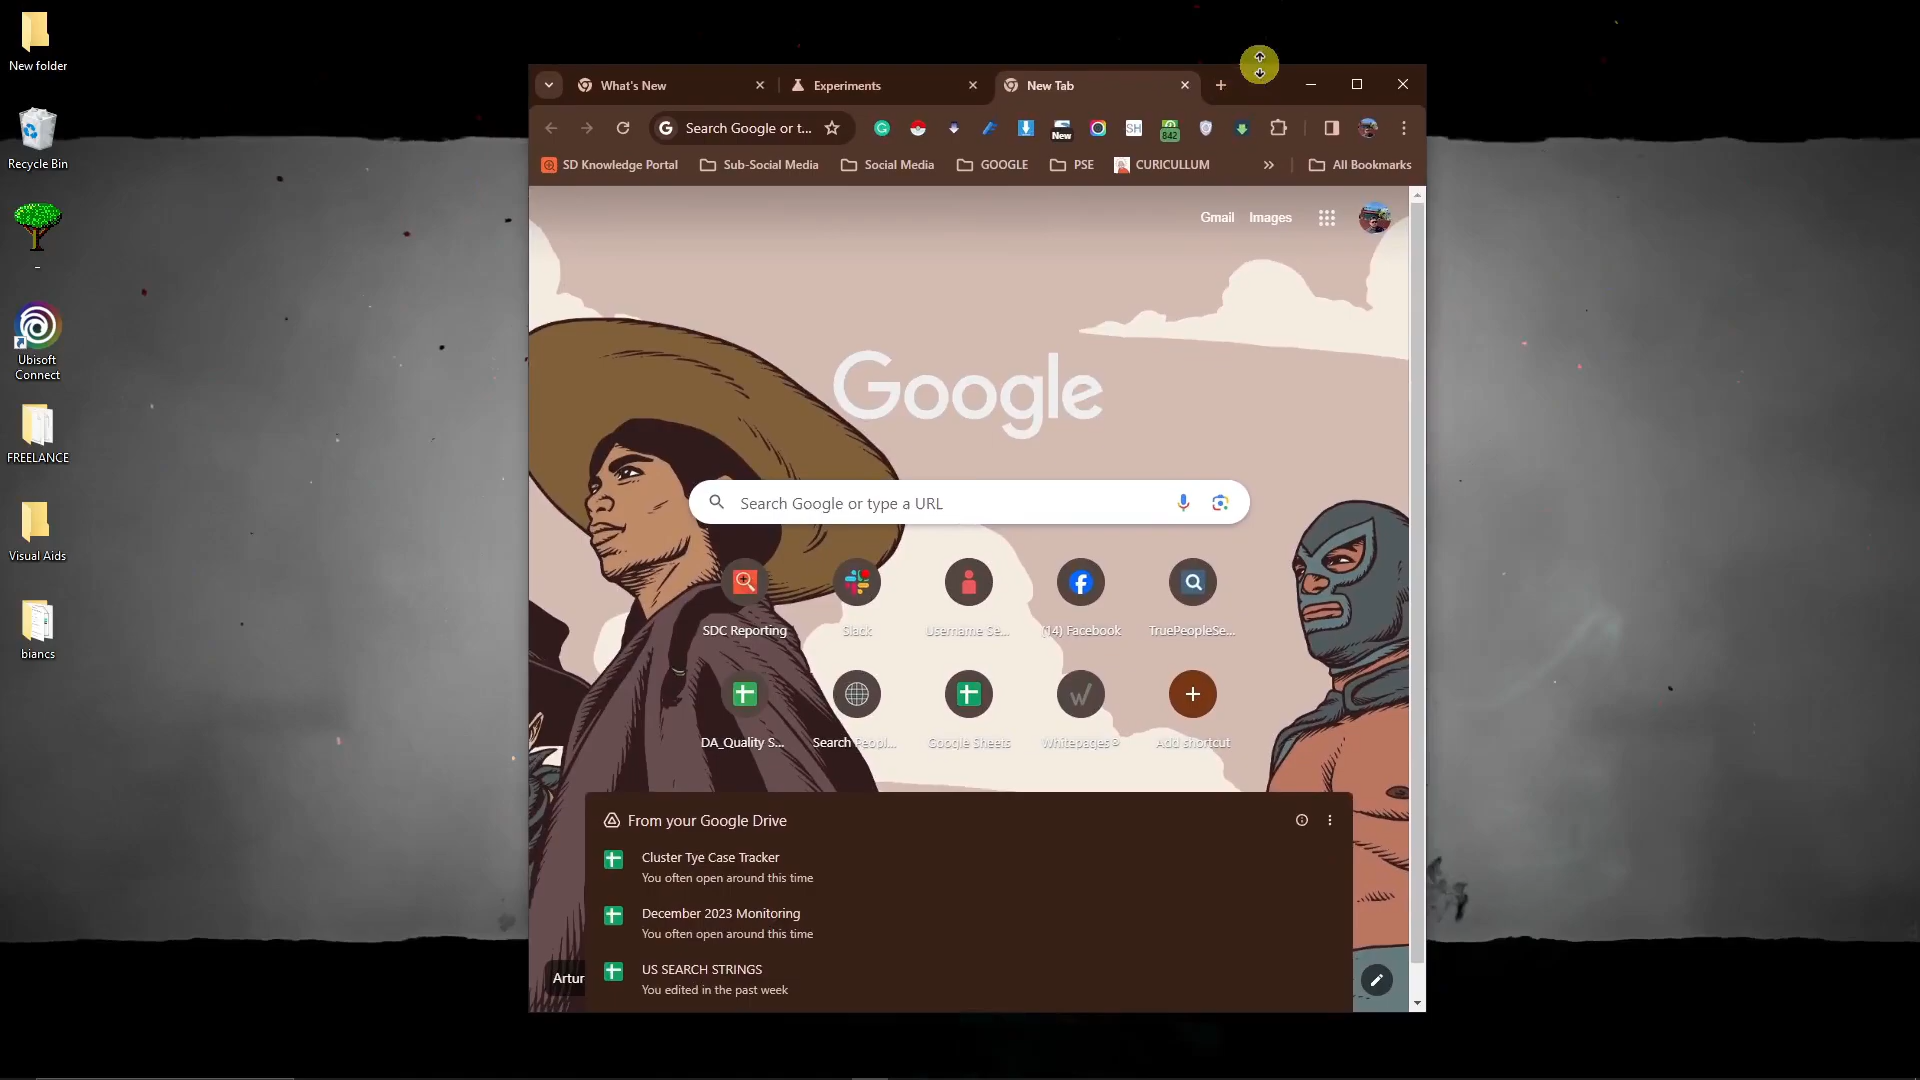 New folder
Recycle Bin
_
Ubisoft
Connect
FREELANCE
Visual Aids
biancs
What's New
Experiments
New Tab
Search Google or t...
New
SH
842
SD Knowledge Portal
Sub-Social Media
Social Media
GOOGLE
PSE
CURICULLUM
All Bookmarks
Gmail
Images
Google
Search Google or type a URL
SDC Reporting
Slack
Username Se...
(14) Facebook
TruePeopleSe...
DA_Quality S...
Search Peopl...
Google Sheets
Whitepages ®
Add shortcut
From your Google Drive
Cluster Tye Case Tracker
You often open around this time
December 2023 Monitoring
You often open around this time
US SEARCH STRINGS
You edited in the past week
Artur